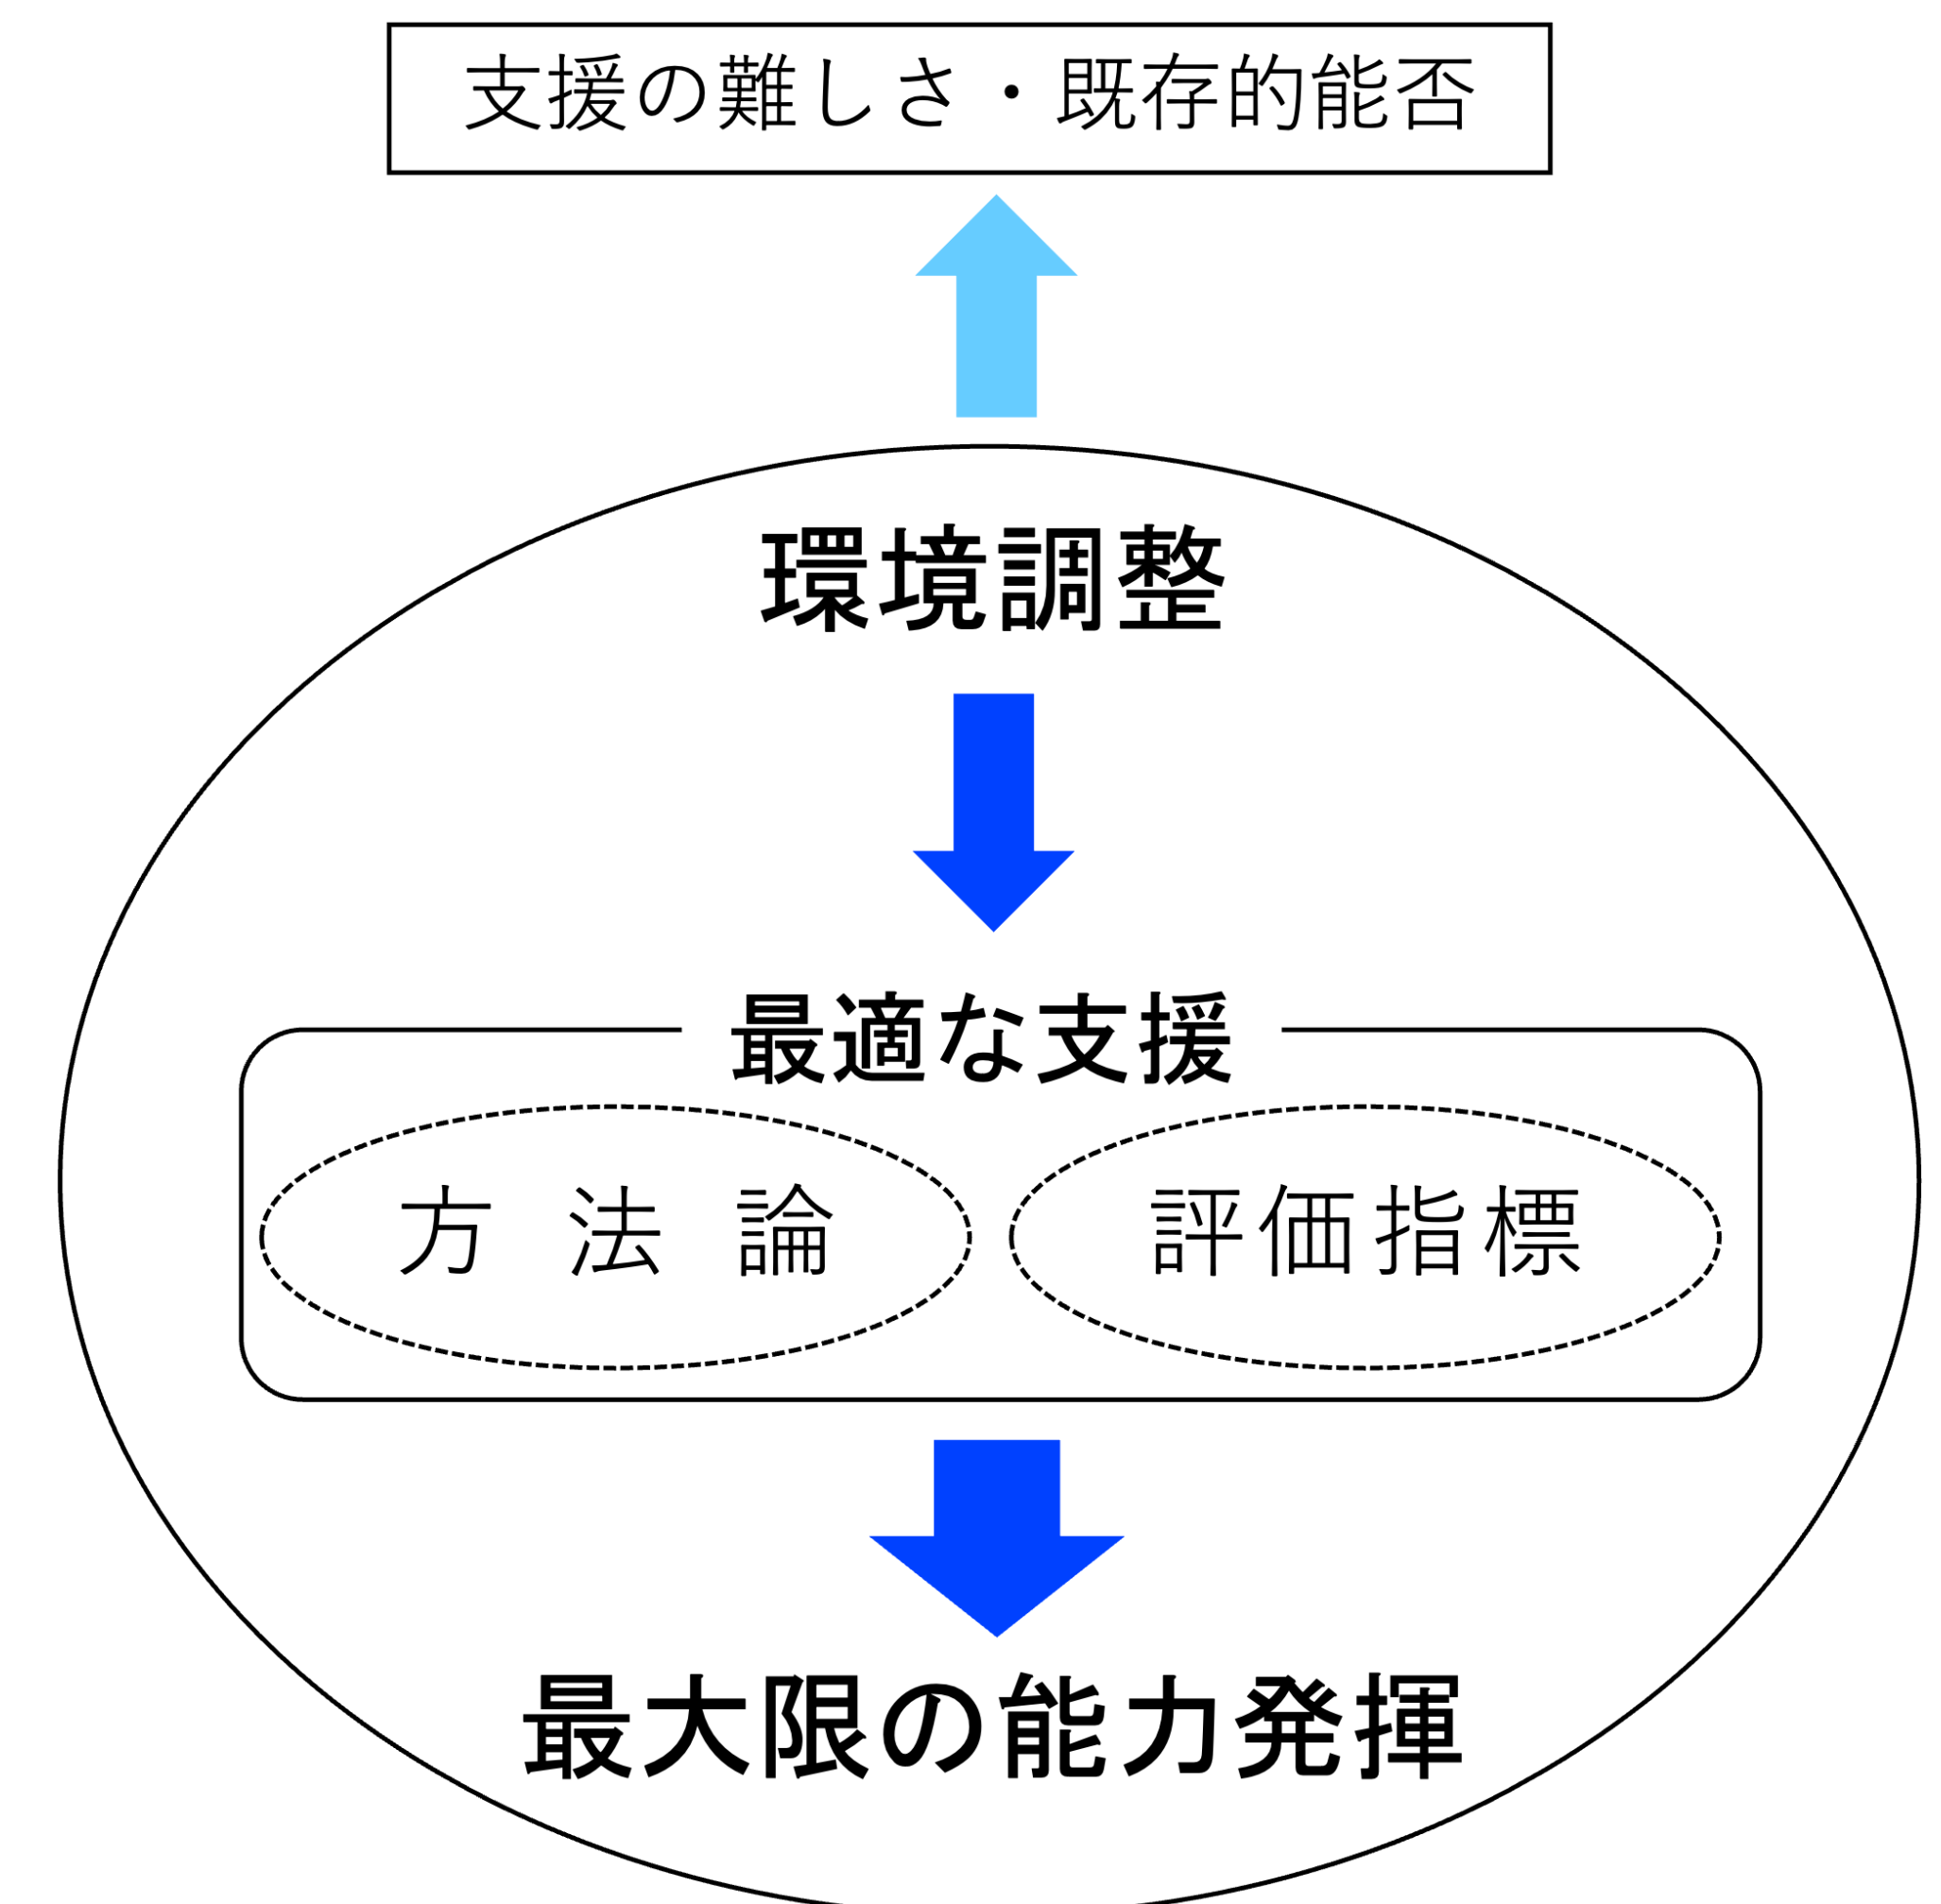 支援の難しさ・既存的能否
環境調整
最適な支援
方法論
評価指標
最大限の能力発揮